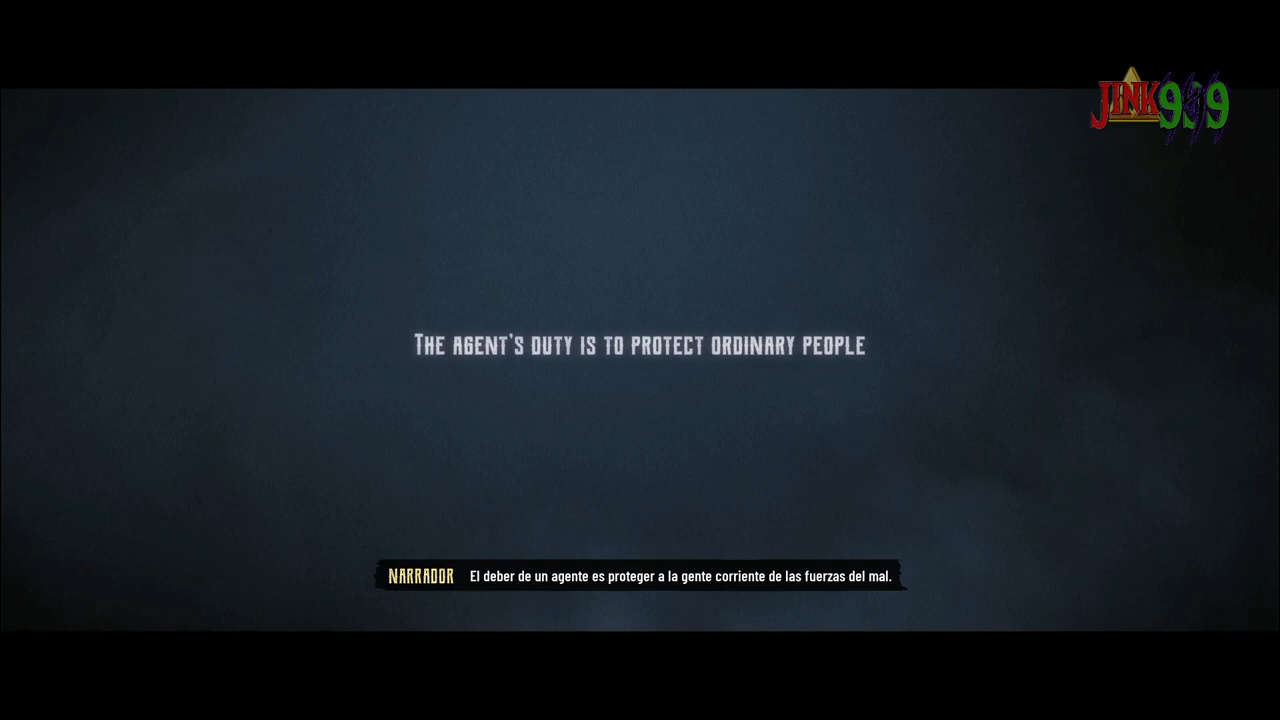 JINK999
THE AGENT'S DUTY IS TO PROTECT ORDINARY PEOPLE
NARRADOR El deber de un agente es proteger a la gente corriente de las fuerzas del mal.